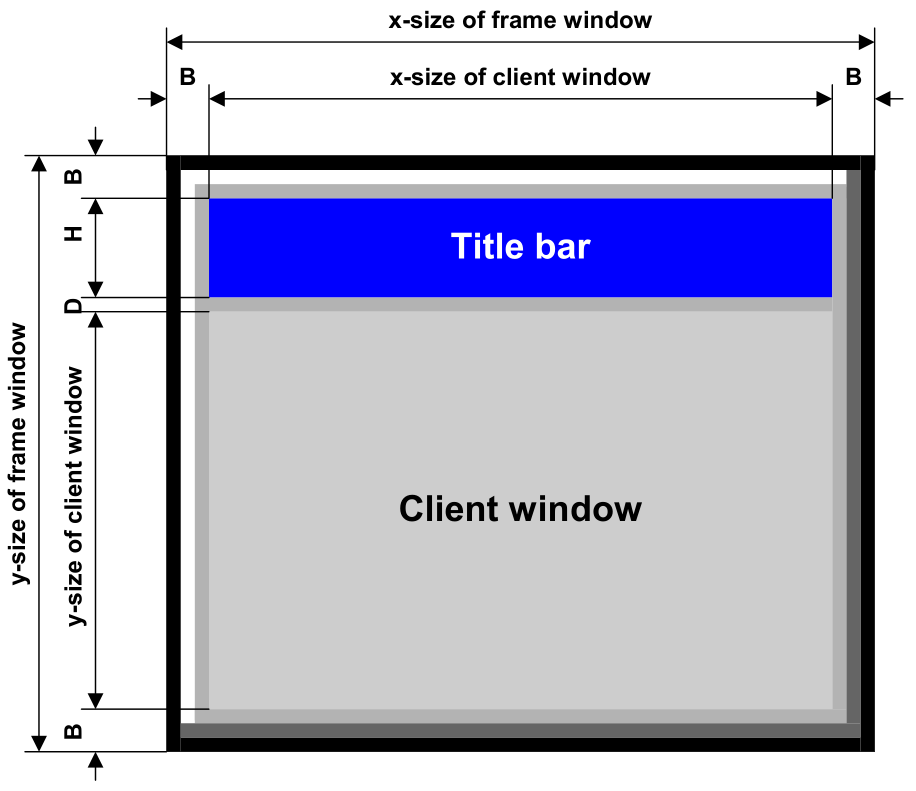 x-size of frame window
B
x-size of client window
B
B
H
D
y-size of frame window
y-size of client window
B
Title bar
Client window